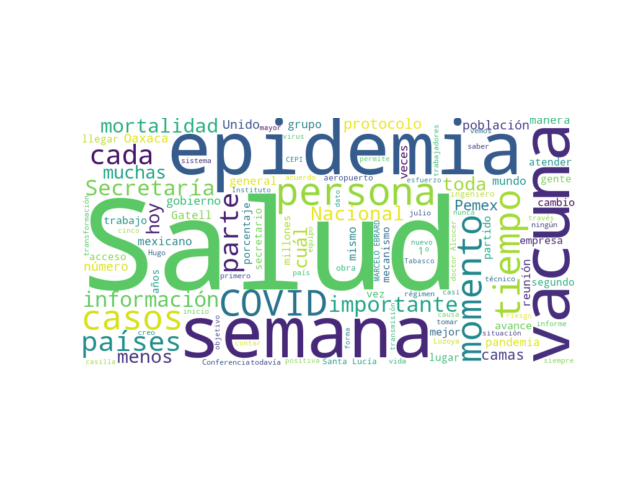 mortalidad Unido mayor grupo protocolo población manera
llegar Oaxaca virus trabajadores vemos saber
cada epidemia atender
muchas sistema CEPI permite veces mundo gente
Secretaría general Instituto acuerdo aeropuerto persona toda esfuerzo ingeniero
gobierno Nacional dato julio nunca Pemex cambio
transformación trabajo hoy Gatell secretario parte cuál momento tiempo vacuna
cinco mexicano porcentaje millones mismo mecanismo nuevo 1º partido través ningún
Hugo Salud equipo MARCELO EBRARD doctor Alcocer empresa
acceso primero país obra Tabasco casi reunión
número años vez régimen técnico segundo
información inicio COVID importante causa avance informe
casos objetivo semana forma transmisión tomar situación
países creo contar mejor Lozoya riesgo pandemia
menos lugar camas
casilla Conferencia todavía positiva Santa Lucía vida siempre